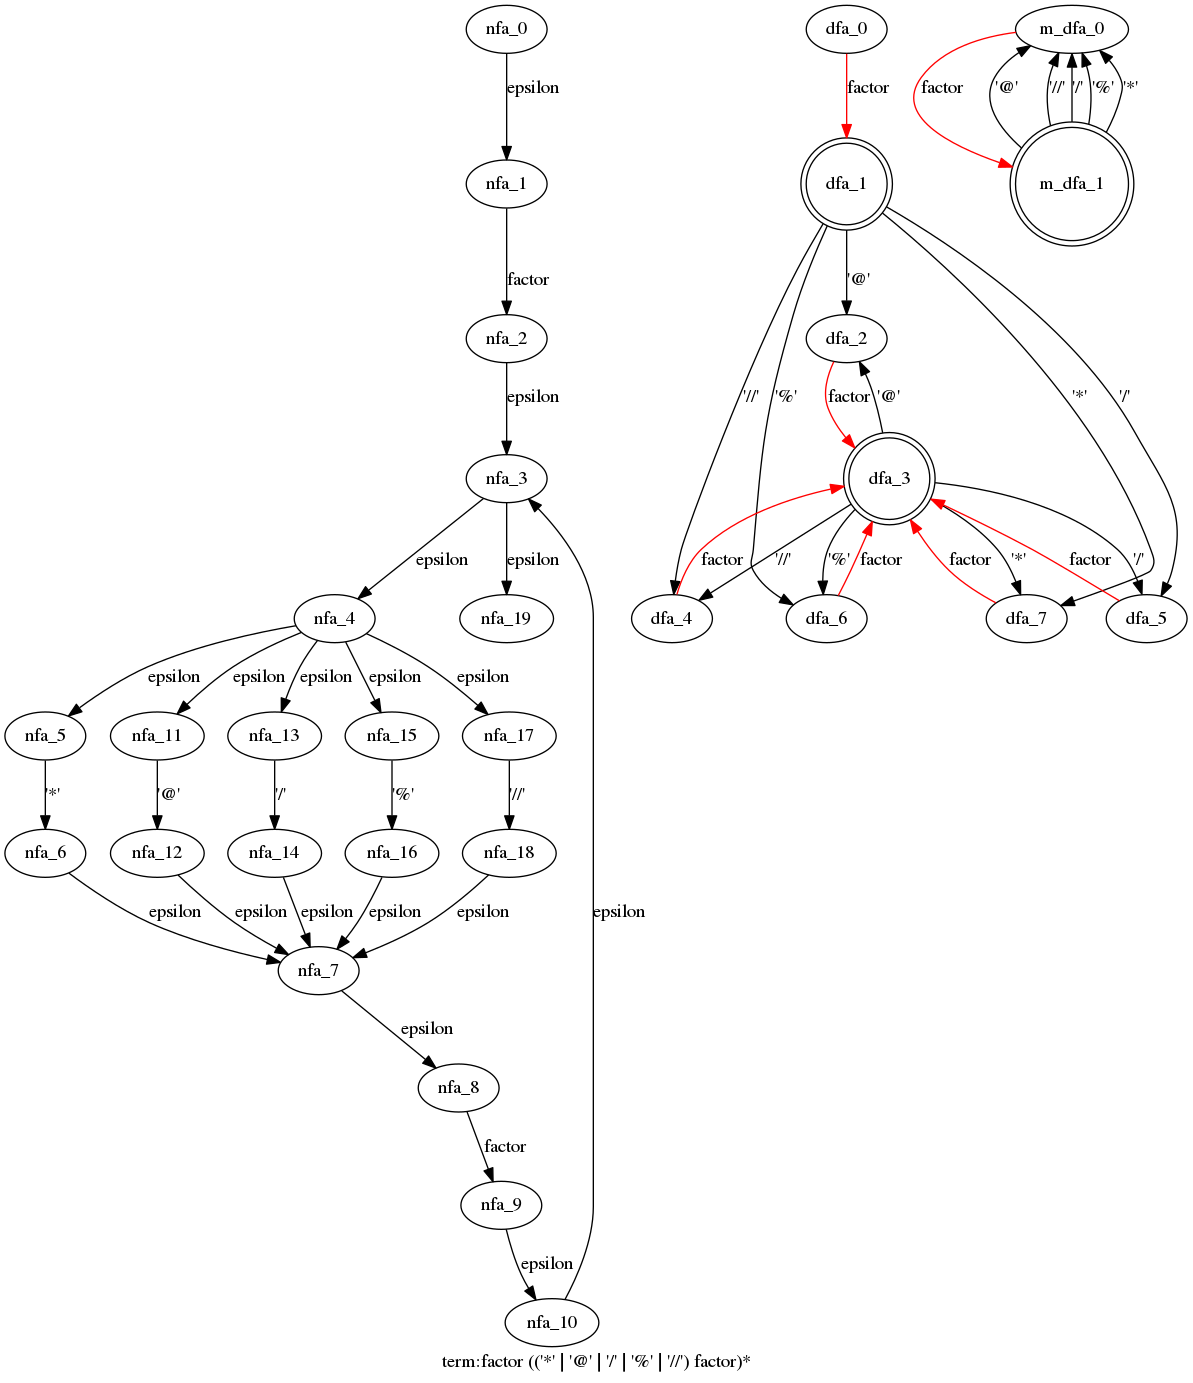 nfa_0 dfa_0 m_dfa_0
epsilon factor factor '@' '//' '/' '%' '*'
nfa_1 dfa_1 m_dfa_1
factor '@'
nfa_2 dfa_2
epsilon '//' '%' factor '@' '*' '/'
nfa_3 dfa_3
epsilon epsilon factor '//' '%' factor factor '*' factor '/'
nfa_4 nfa_19 dfa_4 dfa_6 dfa_7 dfa_5
epsilon epsilon epsilon epsilon epsilon
nfa_5 nfa_11 nfa_13 nfa_15 nfa_17
'*' '@' '/' '%' '//'
nfa_6 nfa_12 nfa_14 nfa_16 nfa_18
epsilon epsilon epsilon epsilon epsilon epsilon
nfa_7
epsilon
nfa_8
factor
nfa_9
epsilon
nfa_10
term:factor (('*' | '@' | '/' | '%' | '//') factor)*